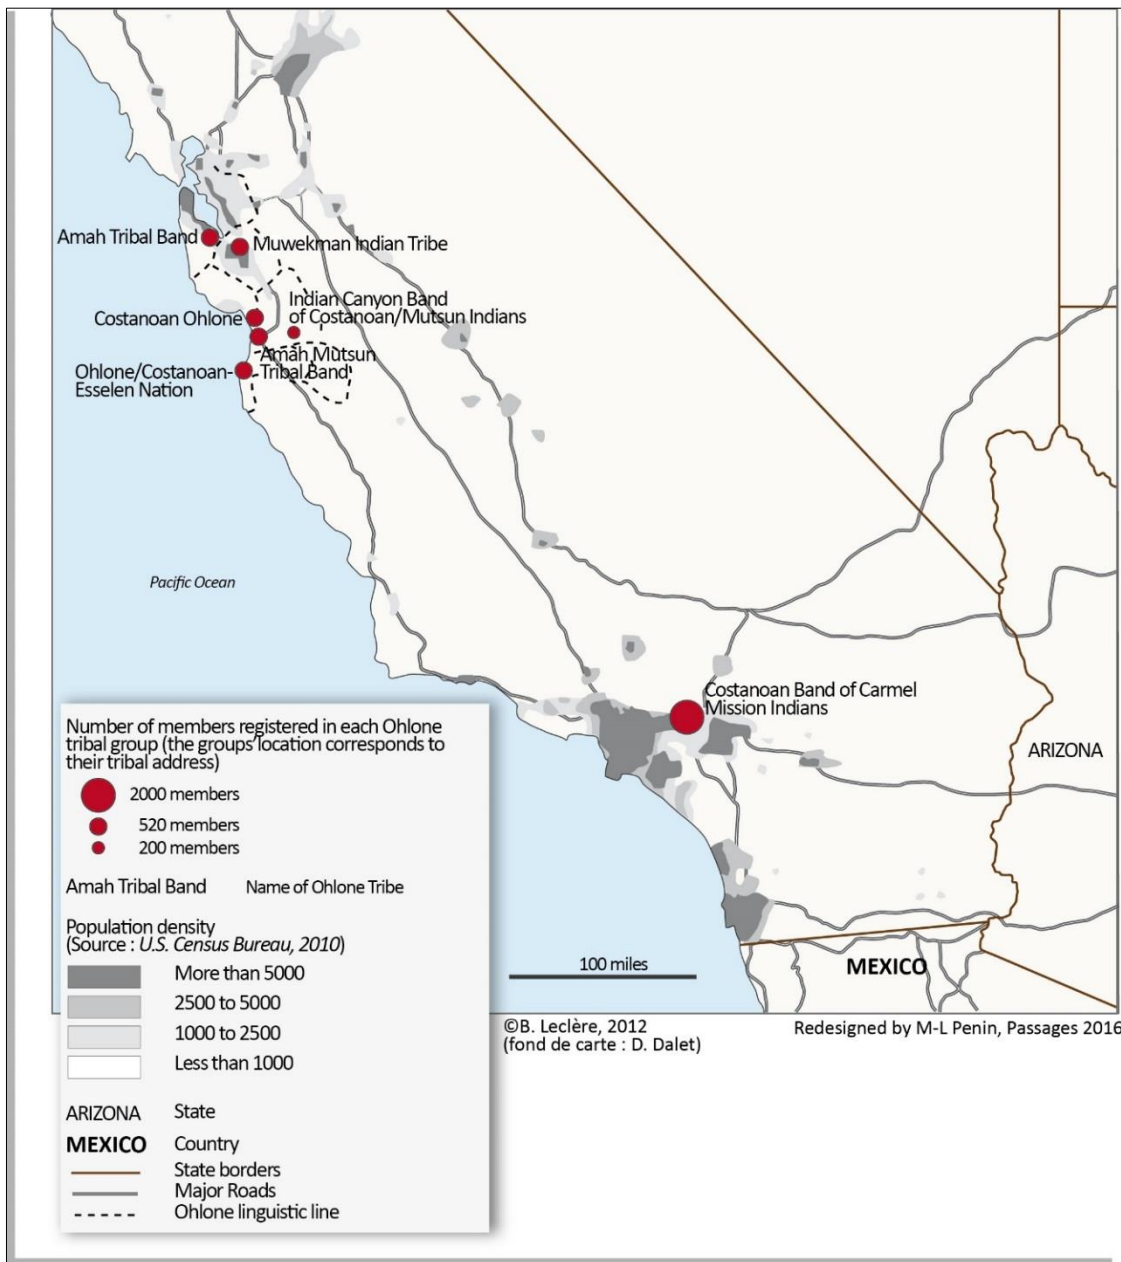 Amah Tribal Band
Muwekman Indian Tribe
Indian Canyon Band
of Costanoan/Mutsun Indians
Costanoan Ohlone
Amah Mutsun
Tribal Band
Ohlone/Costanoan-
Esselen Nation
Pacific Ocean
Costanoan Band of Carmel
Mission Indians
ARIZONA
Number of members registered in each Ohlone
tribal group (the groups'location corresponds to
their tribal address)
2000 members
520 members
200 members
Amah Tribal Band Name of Ohlone Tribe
Population density
(Source : U.S. Census Bureau, 2010)
More than 5000
2500 to 5000
1000 to 2500
Less than 1000
ARIZONA State
MEXICO Country
State borders
Major Roads
Ohlone linguistic line
100 miles
MEXICO
©B. Leclère, 2012
(fond de carte : D. Dalet)
Redesigned by M-L Penin, Passages 2016